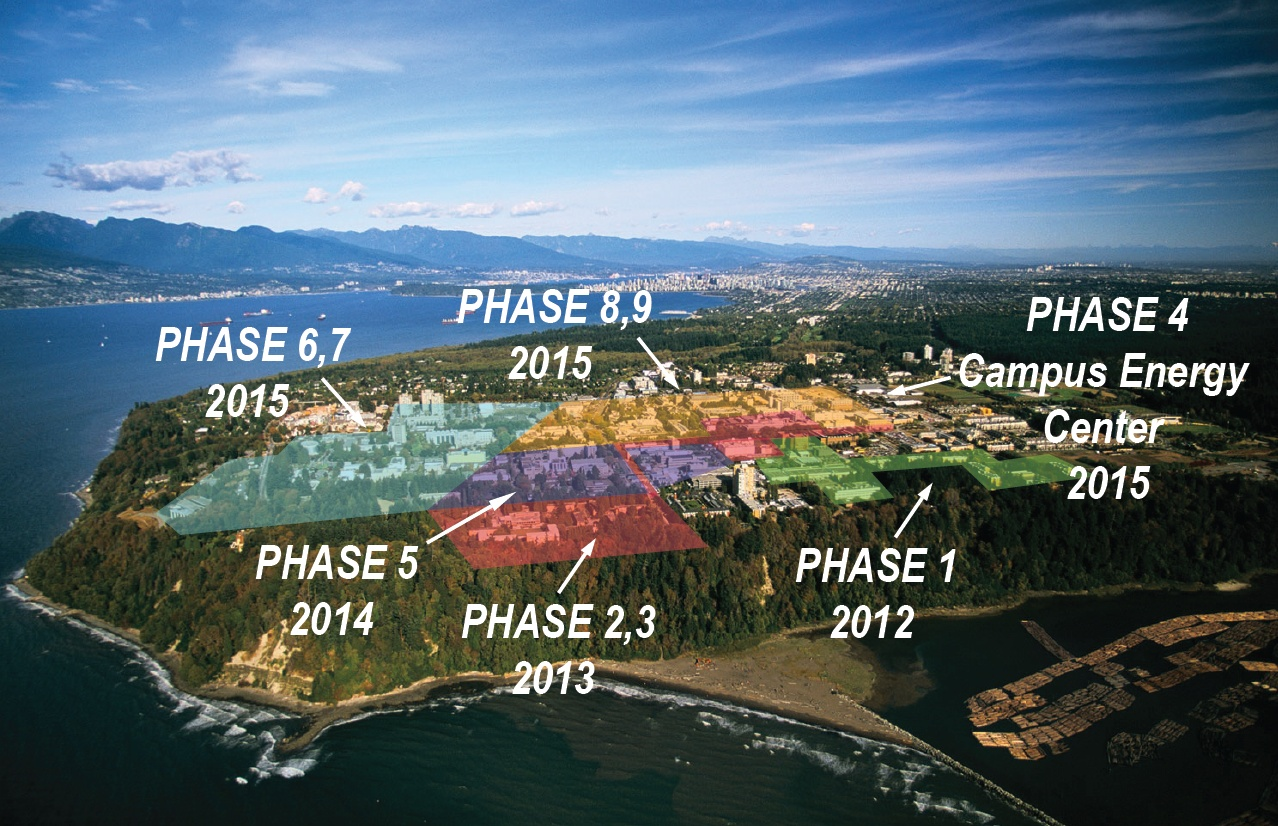 PHASE 8,9
2015
PHASE 4
Campus Energy
Center
2015
PHASE 6,7
2015
PHASE 5
2014
PHASE 2,3
2013
PHASE 1
2012